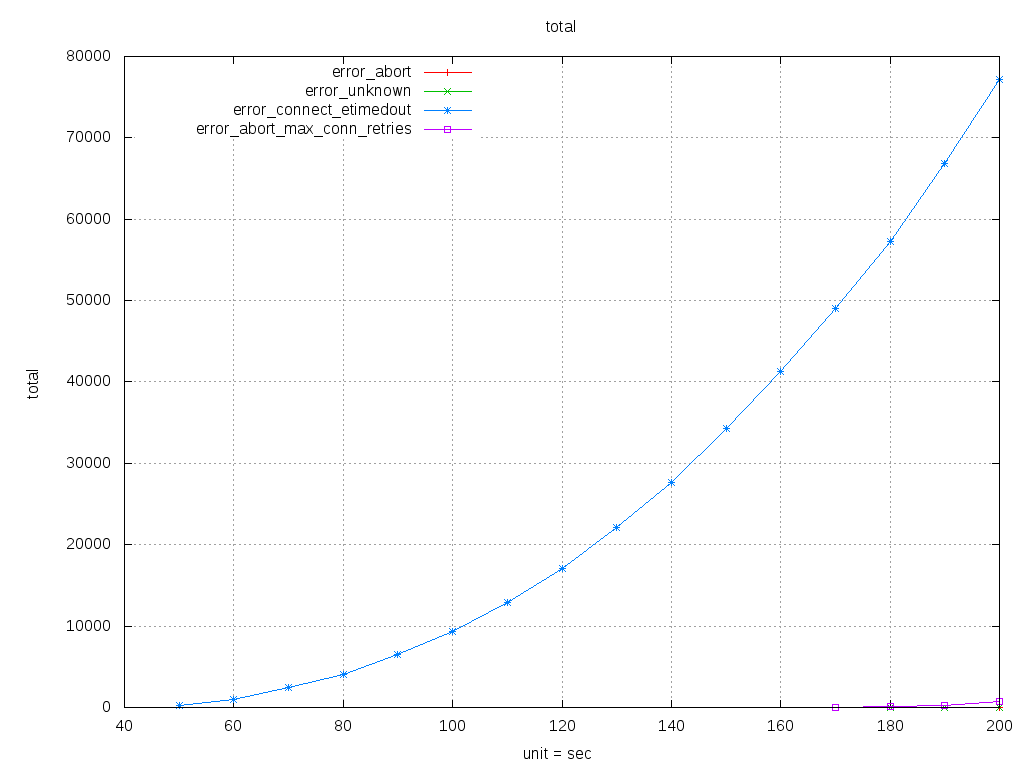 total
80000
70000
60000
50000
40000
30000
20000
10000
0
total
error_abort
error_unknown
error_connect_etimedout
error_abort_max_conn_retries
40 60 80 100 120 140 160 180 200
unit = sec